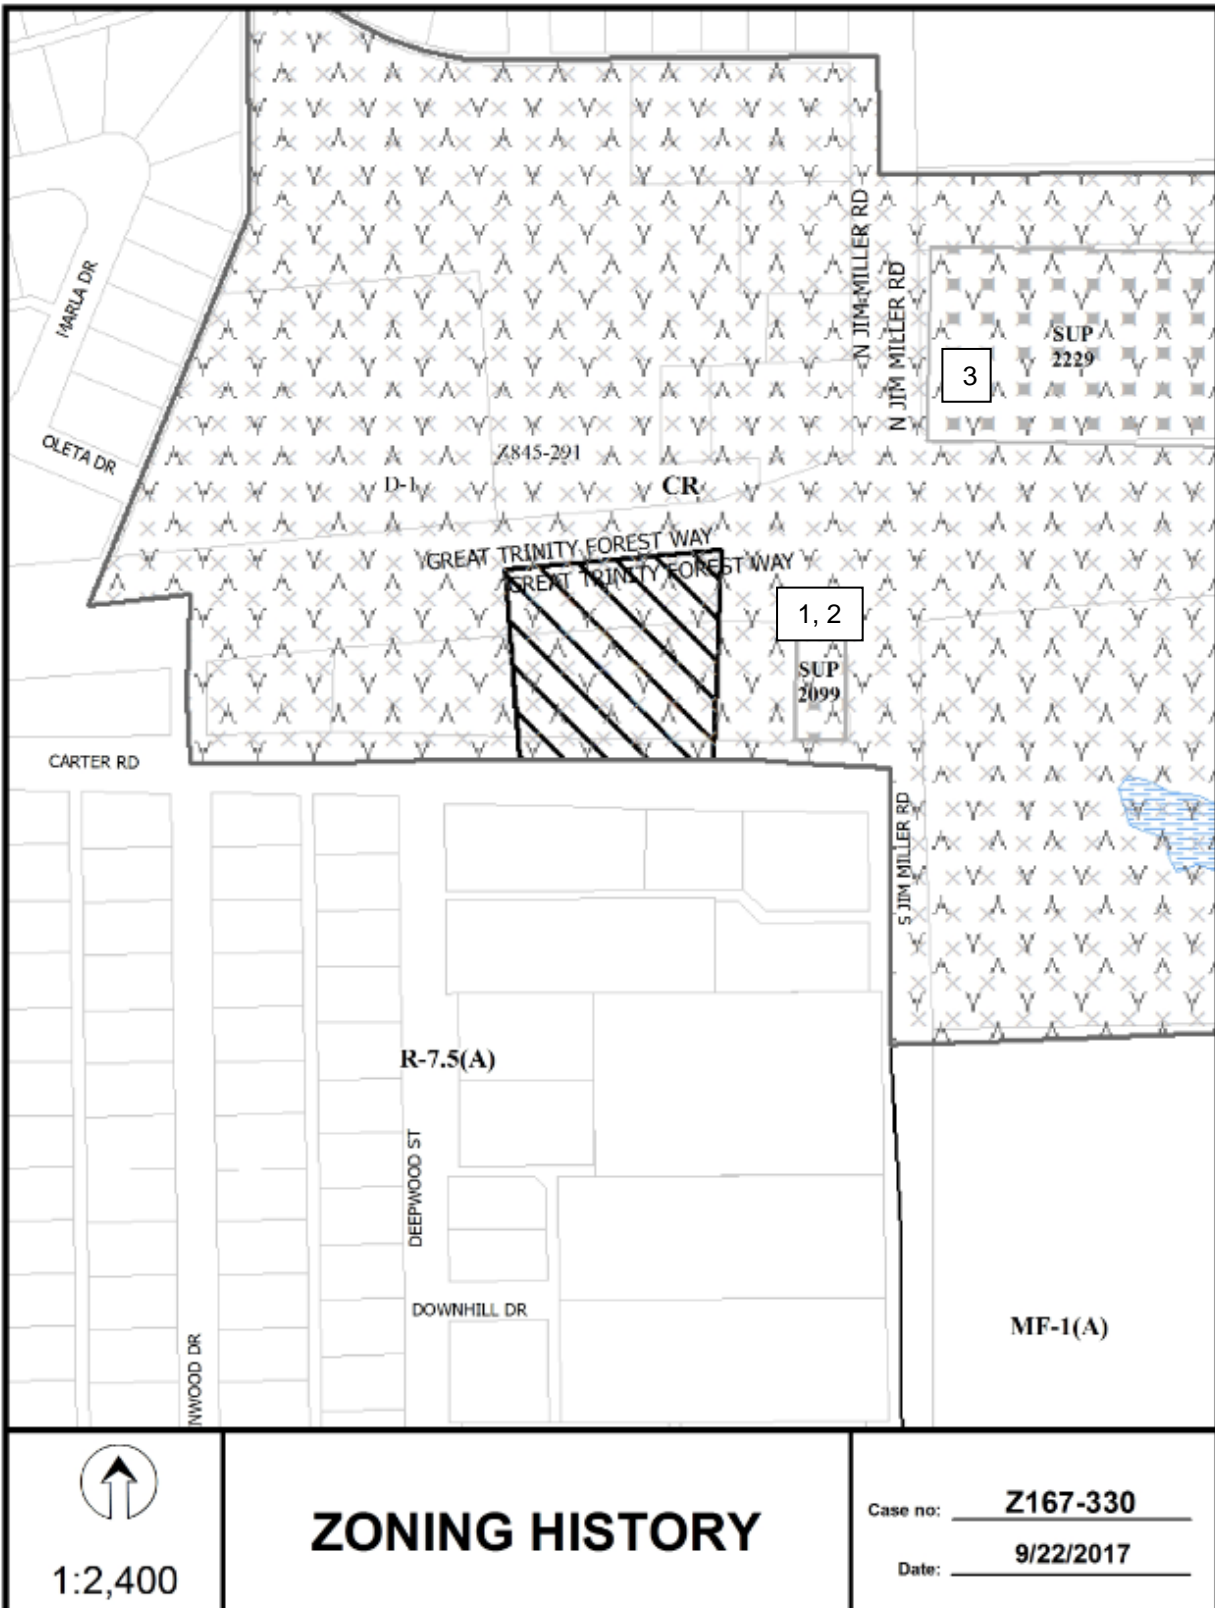 N JIM MILLER RD
N JIM MILLER RD
MARLA DR
SUP
2229
3
OLETA DR
Z845-291
D-1
CR
GREAT TRINITY FOREST WAY
GREAT TRINITY FOREST WAY
1, 2
SUP
2099
CARTER RD
S JIM MILLER RD
R-7.5(A)
DEEPWOOD ST
DOWNHILL DR
MF-1(A)
NWOOD DR
1:2,400
ZONING HISTORY
Case no: Z167-330
Date: 9/22/2017